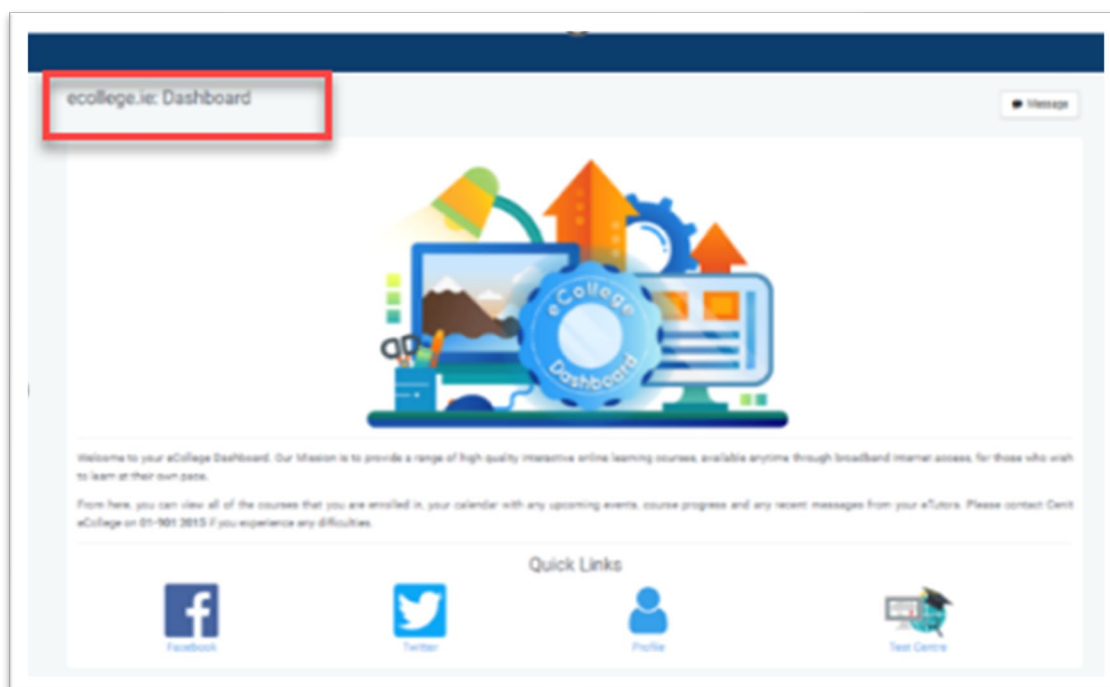 ecollege.ie: Dashboard
Message
eCollege
Dashboard
Welcome to your eCollege Dashboard. Our Mission is to provide a range of high quality interactive online learning courses, available anytime through broadband internet access, for those who wish
to learn at their own pace.
From here, you can view all of the courses that you are enrolled in, your calendar with any upcoming events, course progress and any recent messages from your eTutors. Please contact
eCollege on 01-901 2015 if you experience any difficulties.
Quick Links
Facebook
Twitter
Profile
Test Centre